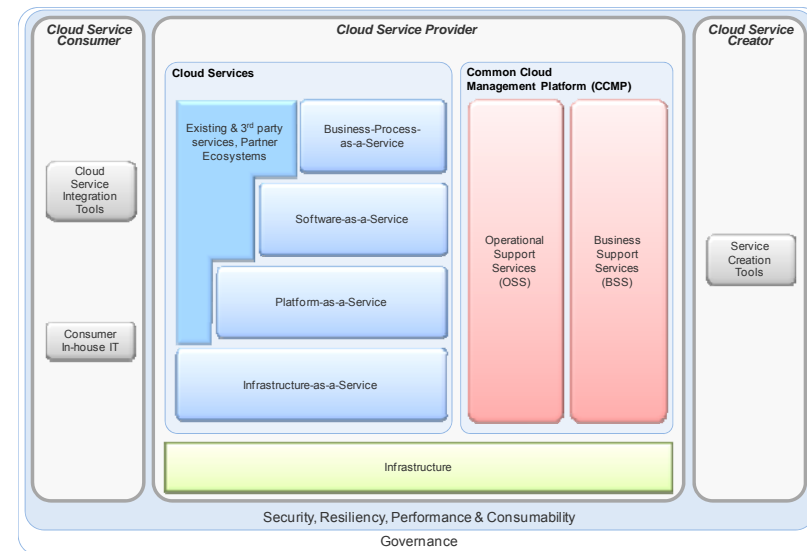 Cloud Service
Consumer
Cloud Service Provider
Cloud Service
Creator
Cloud Services
Common Cloud
Management Platform (CCMP)
Existing & 3rd party
services, Partner
Ecosystems
Business-Process-
as-a-Service
Cloud
Service
Integration
Tools
Software-as-a-Service
Operational
Support
Services
(OSS)
Business
Support
Services
(BSS)
Service
Creation
Tools
Platform-as-a-Service
Consumer
In-house IT
Infrastructure-as-a-Service
Infrastructure
Security, Resiliency, Performance & Consumability
Governance